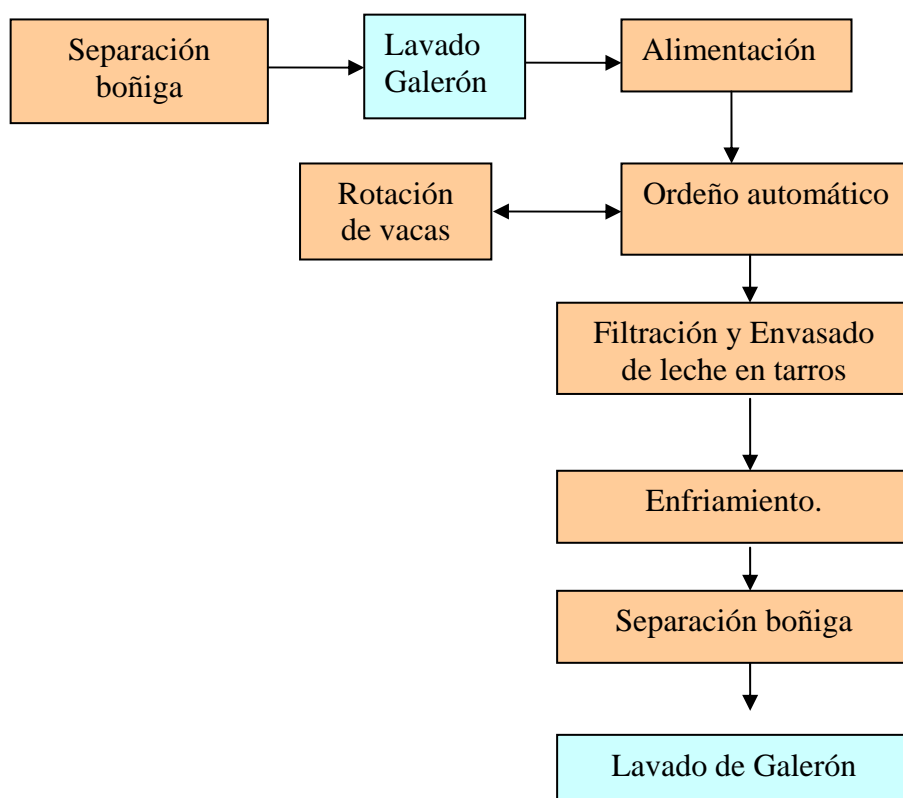 Separación
boñiga
Lavado
Galerón
Alimentación
Rotación
de vacas
Ordeño automático
Filtración y Envasado
de leche en tarros
Enfriamiento.
Separación boñiga
Lavado de Galerón